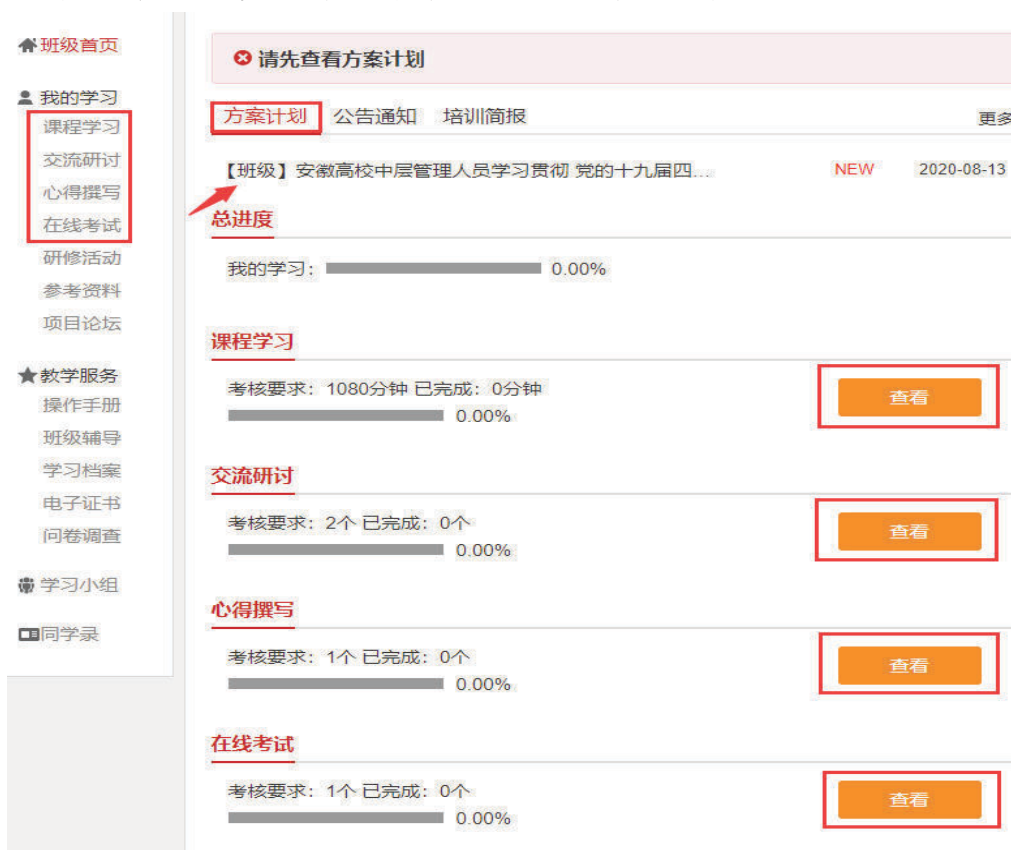 班级首页
我的学习
课程学习
交流研讨
心得撰写
在线考试
研修活动
参考资料
项目论坛
教学服务
操作手册
班级辅导
学习档案
电子证书
问卷调查
学习小组
同学录
请先查看方案计划
方案计划 公告通知 培训简报 更多
【班级】安徽高校中层管理人员学习贯彻 党的十九届四... NEW 2020-08-13
总进度
我的学习: 0.00%
课程学习
考核要求: 1080分钟 已完成: 0分钟
0.00%
查看
交流研讨
考核要求: 2个 已完成: 0个
0.00%
查看
心得撰写
考核要求: 1个 已完成: 0个
0.00%
查看
在线考试
考核要求: 1个 已完成: 0个
0.00%
查看